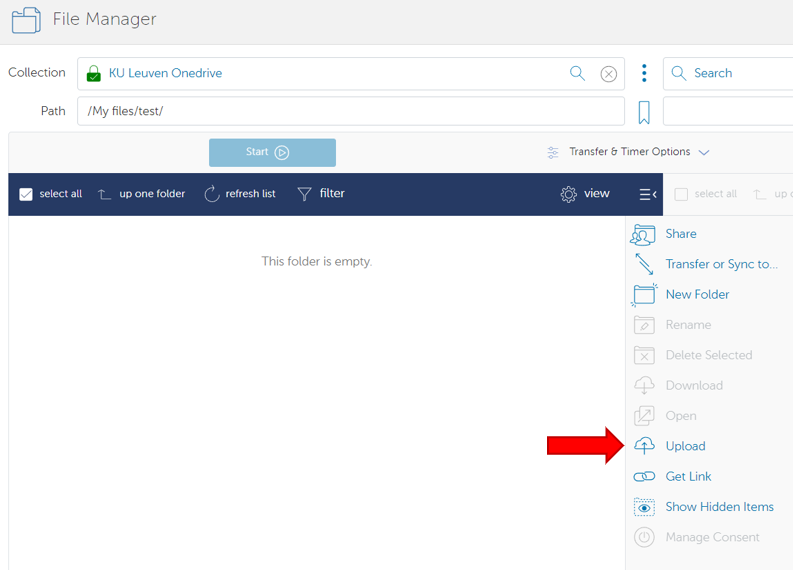 File Manager
Collection KU Leuven Onedrive Search
Path /My files/test/
Start Transfer & Timer Options
select all up one folder refresh list filter view select all up
This folder is empty.
Share
Transfer or Sync to...
New Folder
Rename
Delete Selected
Download
Open
Upload
Get Link
Show Hidden Items
Manage Consent